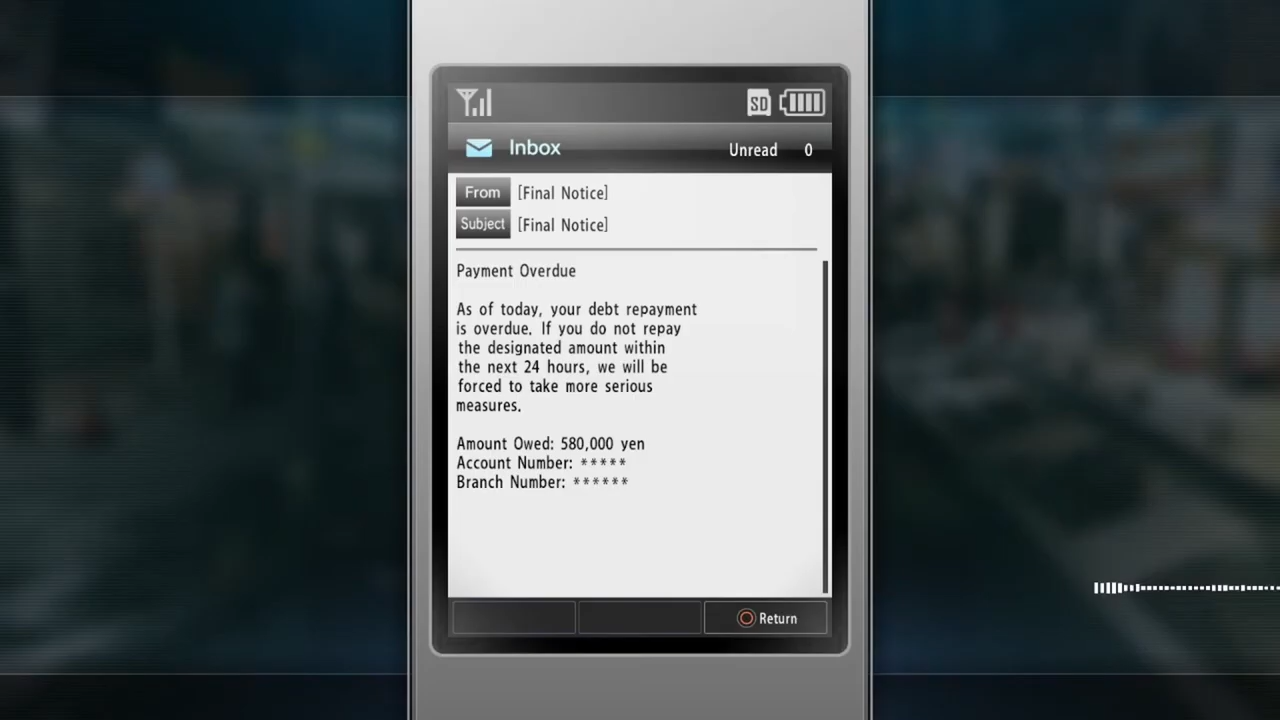 SD
Inbox
Unread 0
From [Final Notice]
Subject [Final Notice]
Payment Overdue
As of today, your debt repayment
is overdue. If you do not repay
the designated amount within
the next 24 hours, we will be
forced to take more serious
measures.
Amount Owed: 580,000 yen
Account Number: *****
Branch Number: ******
Return